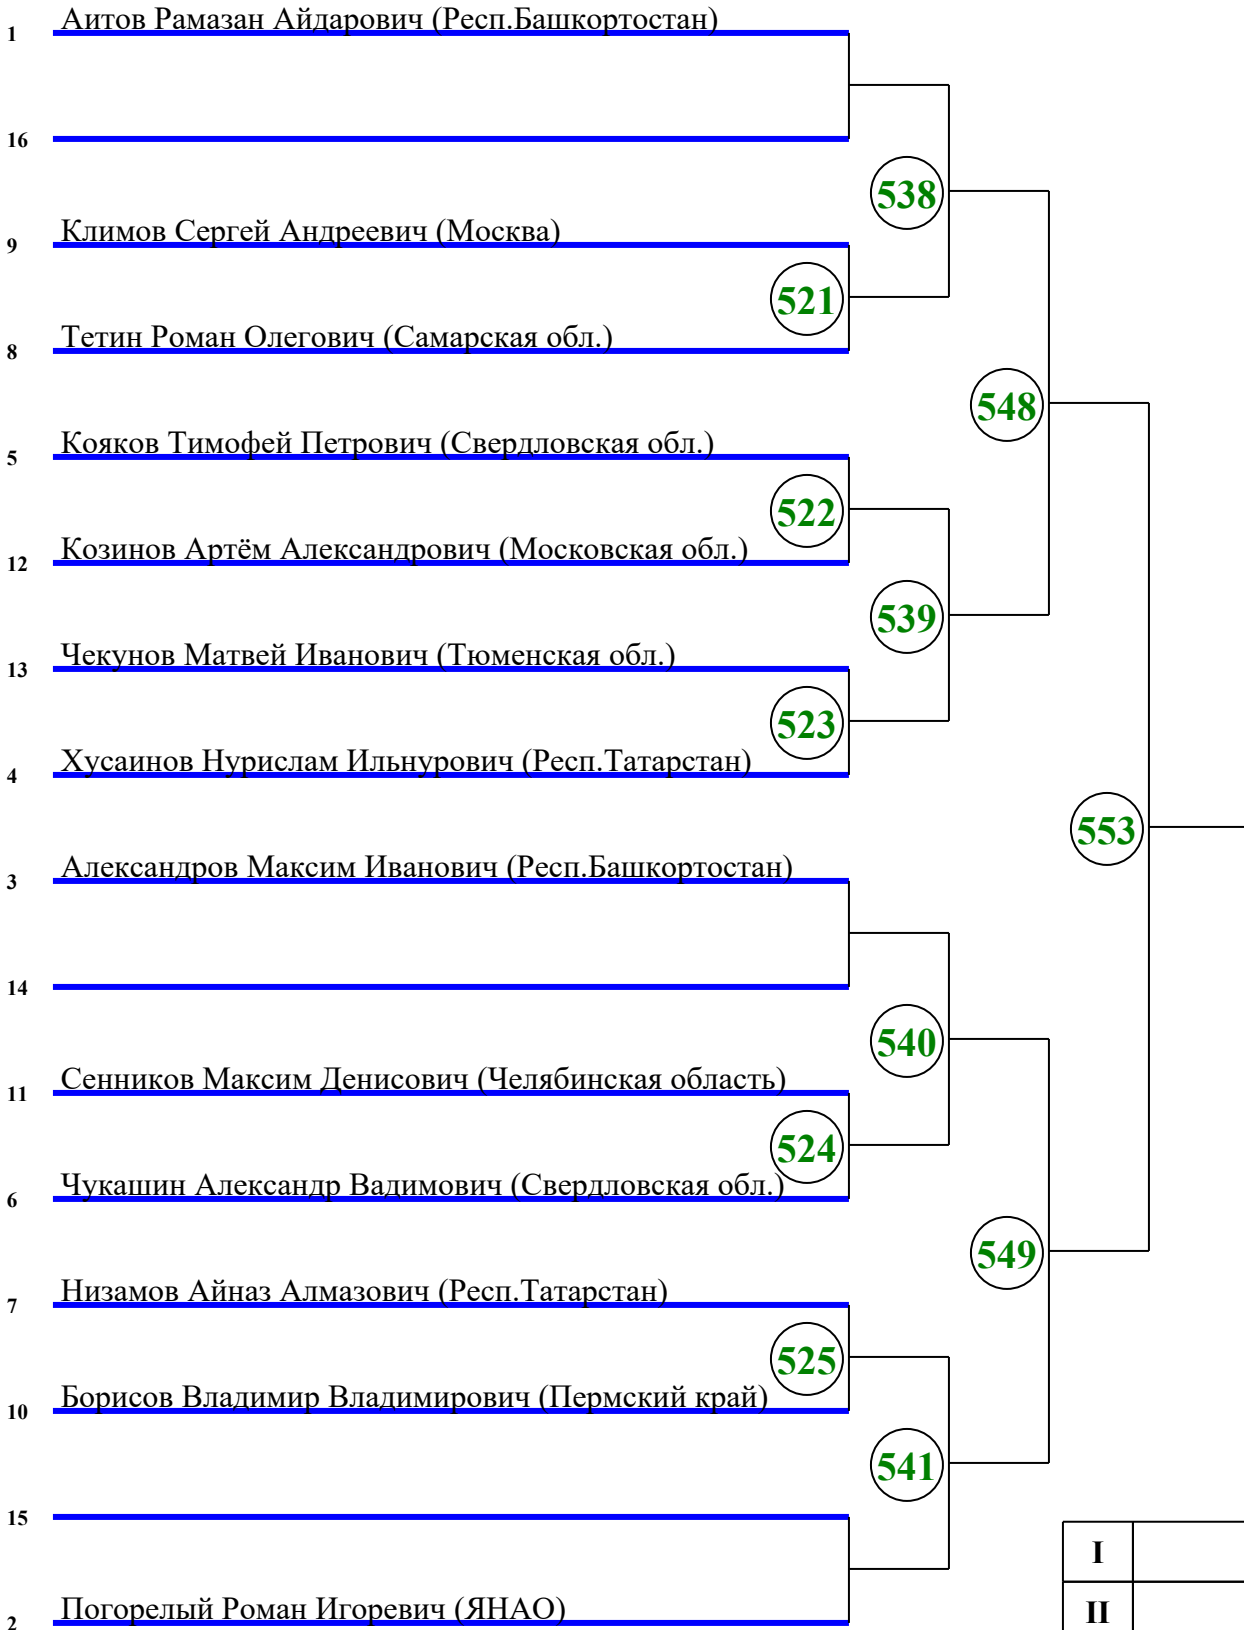 1 Аитов Рамазан Айдарович (Респ.Башкортостан)
16
538
9 Климов Сергей Андреевич (Москва)
521
8 Тетин Роман Олегович (Самарская обл.)
548
5 Кояков Тимофей Петрович (Свердловская обл.)
522
12 Козинов Артём Александрович (Московская обл.)
539
13 Чекунов Матвей Иванович (Тюменская обл.)
523
4 Хусаинов Нурислам Ильнурович (Респ.Татарстан)
553
3 Александров Максим Иванович (Респ.Башкортостан)
14
540
11 Сенников Максим Денисович (Челябинская область)
524
6 Чукашин Александр Вадимович (Свердловская обл.)
549
7 Низамов Айназ Алмазович (Респ.Татарстан)
525
10 Борисов Владимир Владимирович (Пермский край)
541
15
I
2 Погорелый Роман Игоревич (ЯНАО)
II